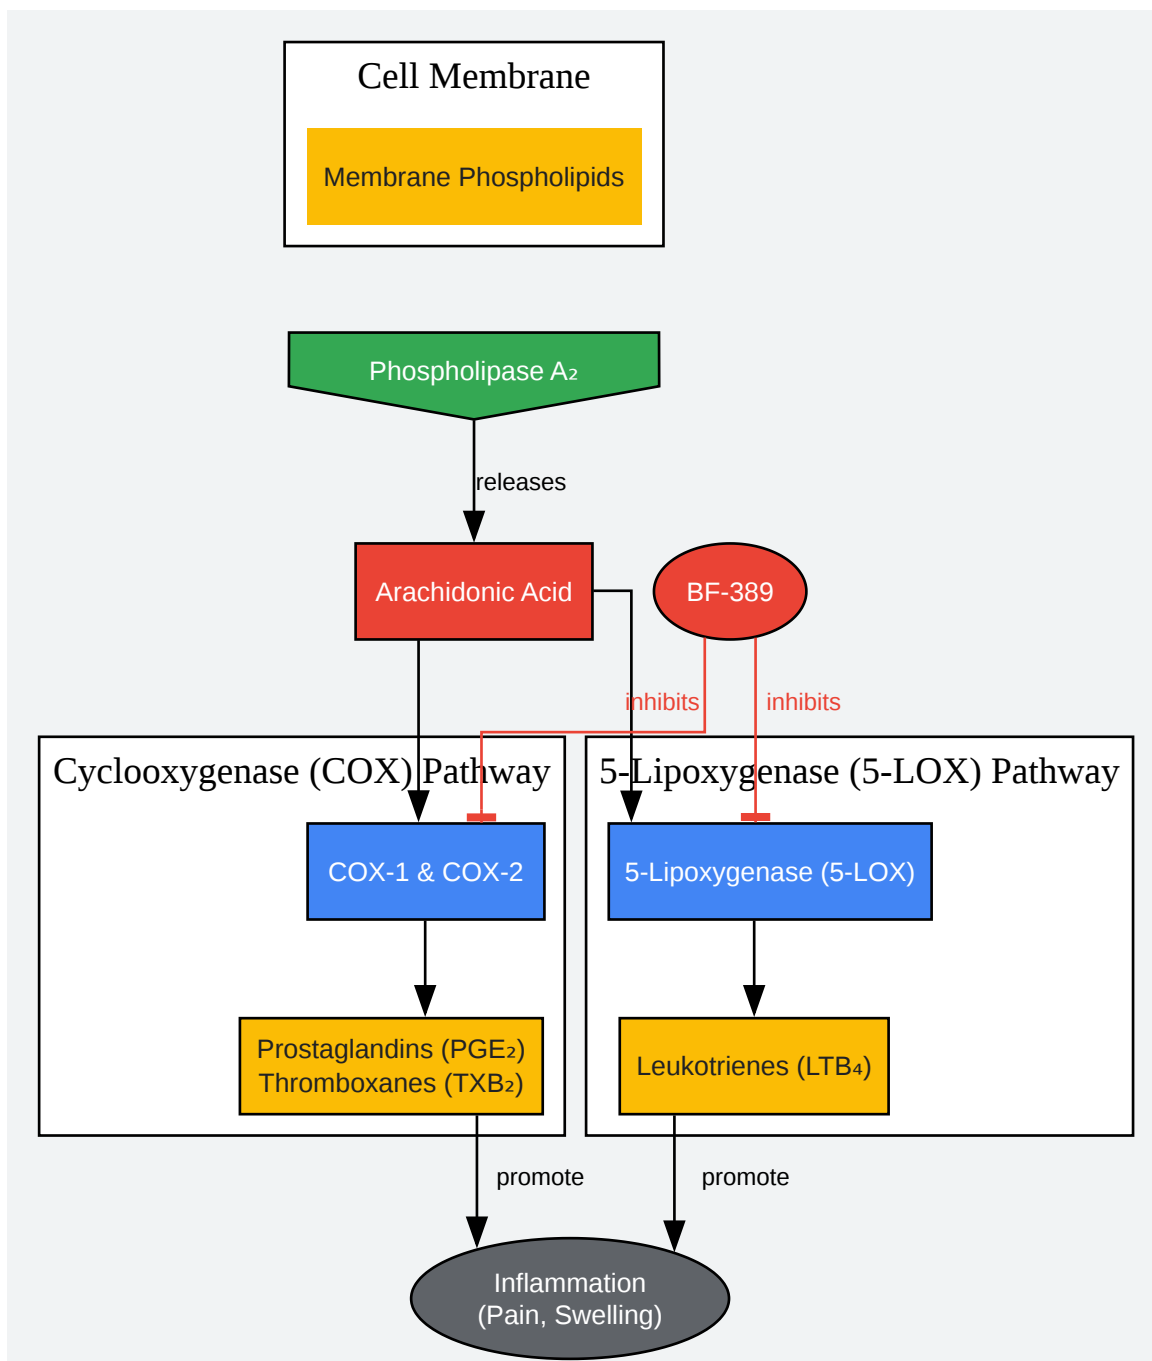 Cell Membrane
Membrane Phospholipids
Phospholipase A₂
releases
Arachidonic Acid
BF-389
inhibits
inhibits
Cyclooxygenase (COX) Pathway
5-Lipoxygenase (5-LOX) Pathway
COX-1 & COX-2
5-Lipoxygenase (5-LOX)
Prostaglandins (PGE₂)
Thromboxanes (TXB₂)
Leukotrienes (LTB₄)
promote
promote
Inflammation
(Pain, Swelling)